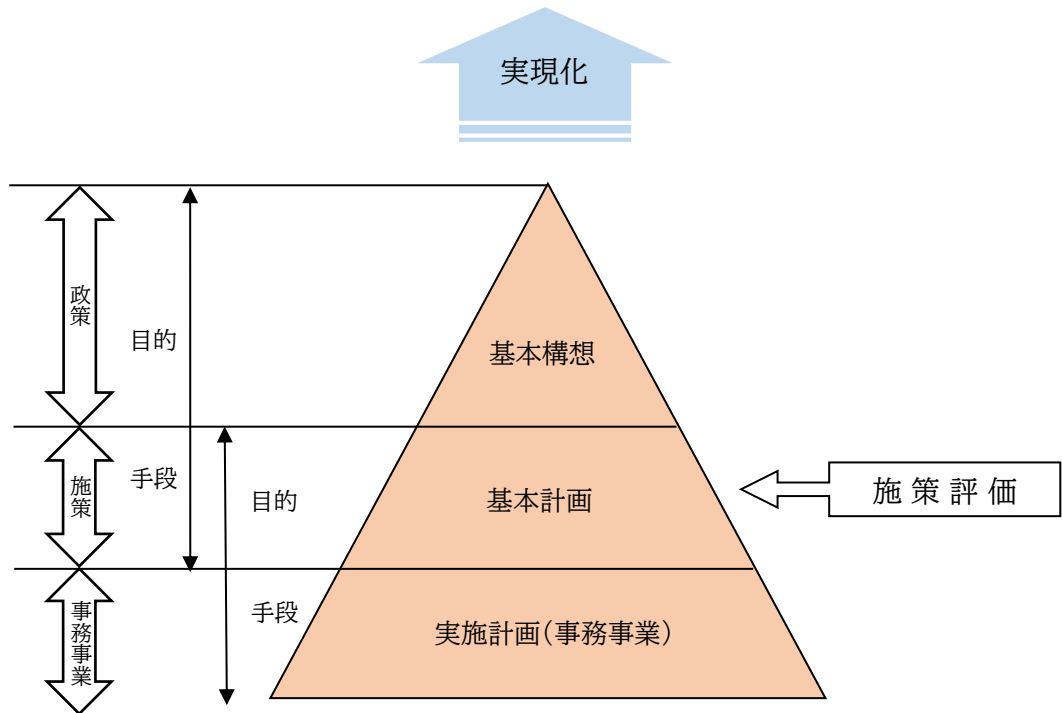 実現化
政策
目的
基本構想
手段
施策
目的
基本計画
施策評価
手段
事務事業
実施計画(事務事業)